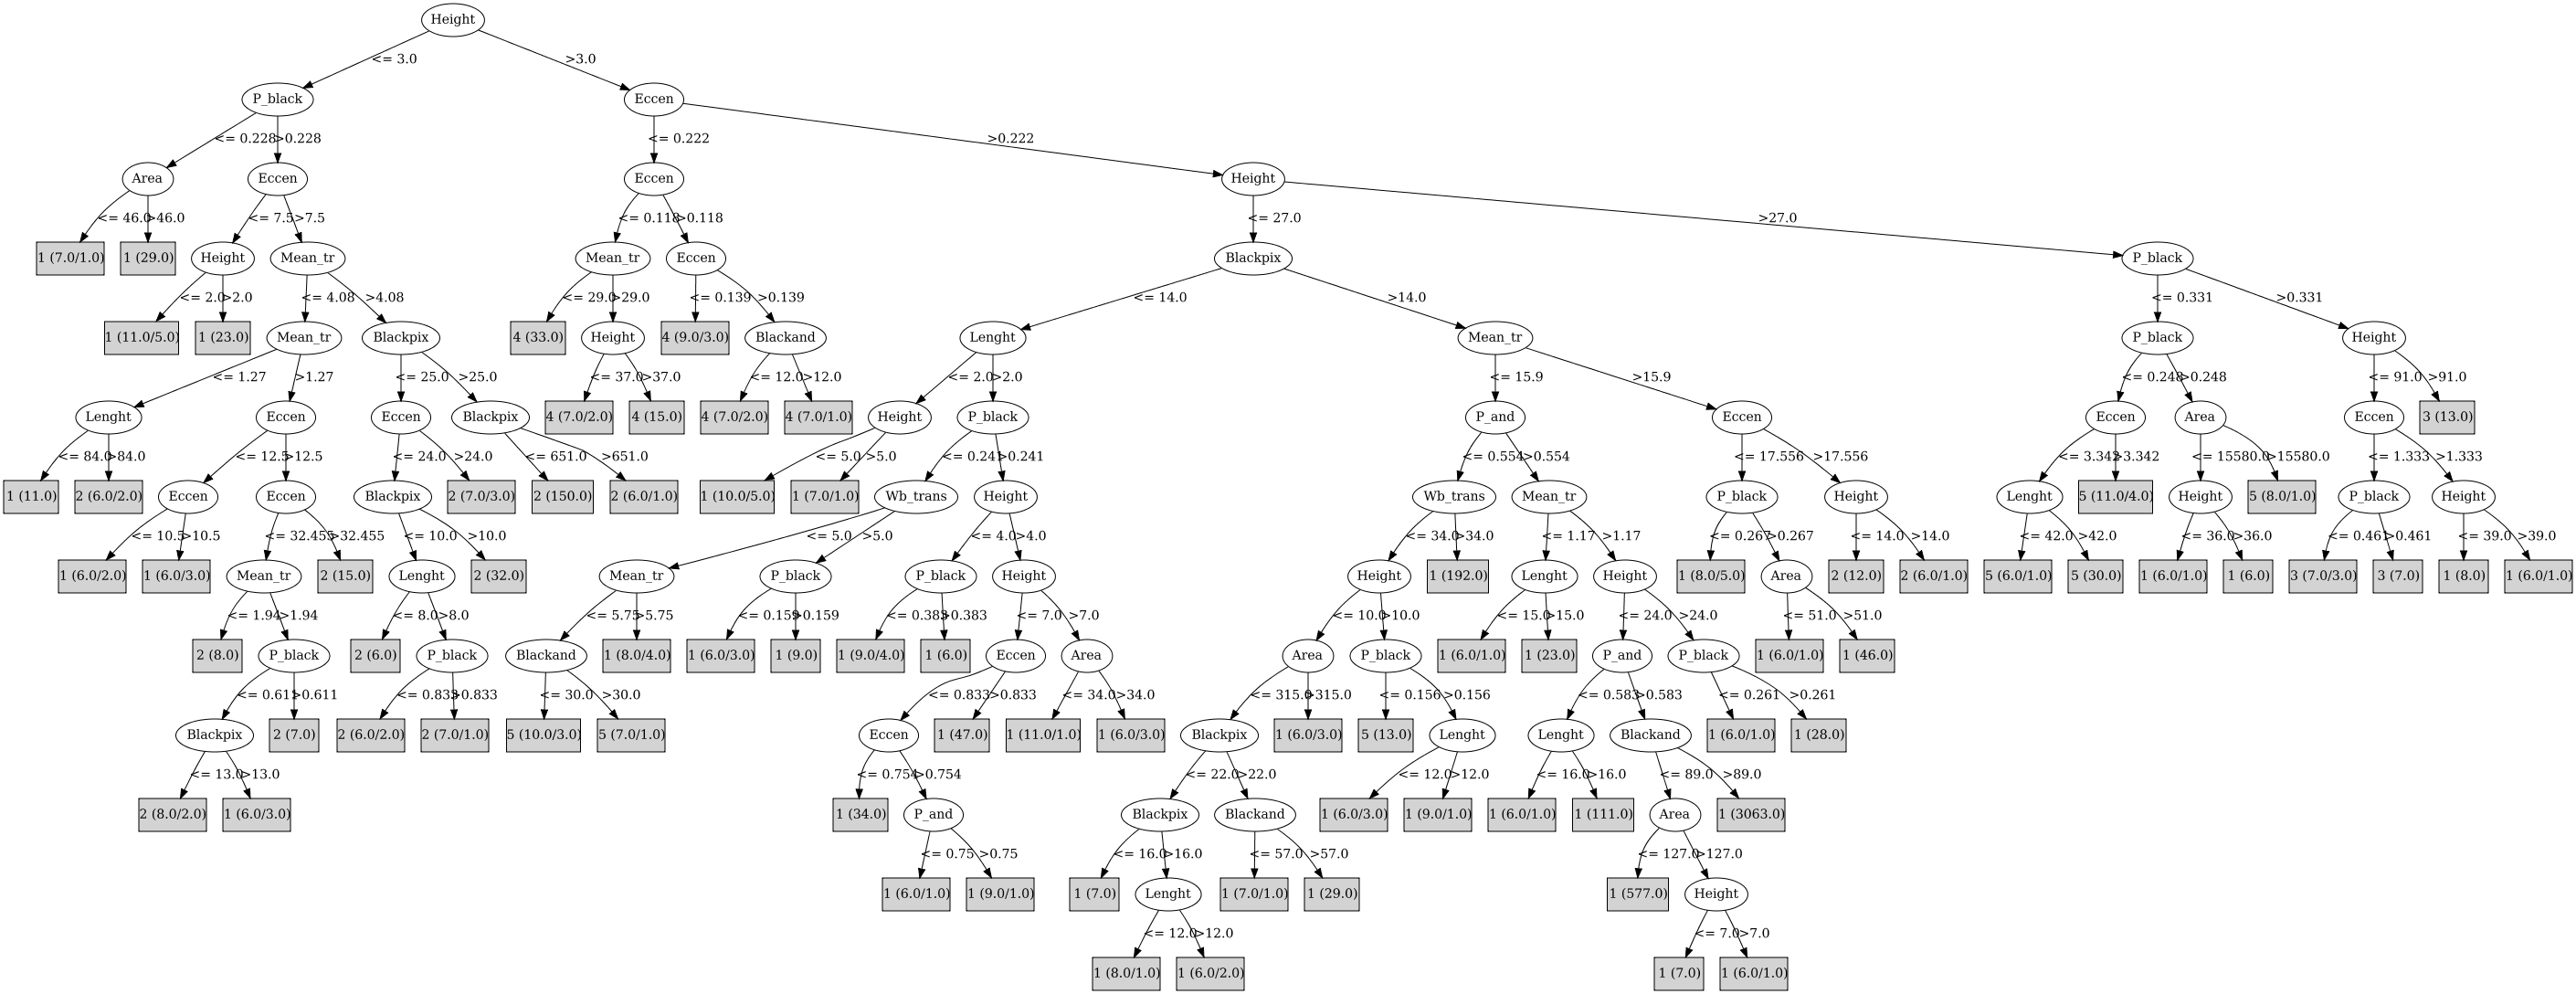 Height
<= 3.0 >3.0
P_black Eccen
<= 0.228 >0.228 <= 0.222 >0.222
Area Eccen Eccen Height
<= 46.0 >46.0 <= 7.5 >7.5 <= 0.118 >0.118 <= 27.0 >27.0
1 (7.0/1.0) 1 (29.0) Height Mean_tr Mean_tr Eccen Blackpix P_black
<= 2.0 >2.0 <= 4.08 >4.08 <= 29.0 >29.0 <= 0.139 >0.139 <= 14.0 >14.0 <= 0.331 >0.331
1 (11.0/5.0) 1 (23.0) Mean_tr Blackpix 4 (33.0) Height 4 (9.0/3.0) Blackand Lenght Mean_tr P_black Height
<= 1.27 >1.27 <= 25.0 >25.0 <= 37.0 >37.0 <= 12.0 >12.0 <= 2.0 >2.0 <= 15.9 >15.9 <= 0.248 >0.248 <= 91.0 >91.0
Lenght Eccen Eccen Blackpix 4 (7.0/2.0) 4 (15.0) 4 (7.0/2.0) 4 (7.0/1.0) Height P_black P_and Eccen Eccen Area Eccen 3 (13.0)
<= 84.0 >84.0 <= 12.5 >12.5 <= 24.0 >24.0 <= 651.0 >651.0 <= 5.0 >5.0 <= 0.241 >0.241 <= 0.554 >0.554 <= 17.556 >17.556 <= 3.342 >3.342 <= 15580.0 >15580.0 <= 1.333 >1.333
1 (11.0) 2 (6.0/2.0) Eccen Eccen Blackpix 2 (7.0/3.0) 2 (150.0) 2 (6.0/1.0) 1 (10.0/5.0) 1 (7.0/1.0) Wb_trans Height Wb_trans Mean_tr P_black Height Lenght 5 (11.0/4.0) Height 5 (8.0/1.0) P_black Height
<= 10.5 >10.5 <= 32.455 >32.455 <= 10.0 >10.0 <= 5.0 >5.0 <= 4.0 >4.0 <= 34.0 >34.0 <= 1.17 >1.17 <= 0.267 >0.267 <= 14.0 >14.0 <= 42.0 >42.0 <= 36.0 >36.0 <= 0.461 >0.461 <= 39.0 >39.0
1 (6.0/2.0) 1 (6.0/3.0) Mean_tr 2 (15.0) Lenght 2 (32.0) Mean_tr P_black P_black Height Height 1 (192.0) Lenght Height 1 (8.0/5.0) Area 2 (12.0) 2 (6.0/1.0) 5 (6.0/1.0) 5 (30.0) 1 (6.0/1.0) 1 (6.0) 3 (7.0/3.0) 3 (7.0) 1 (8.0) 1 (6.0/1.0)
<= 1.94 >1.94 <= 8.0 >8.0 <= 5.75 >5.75 <= 0.159 >0.159 <= 0.383 >0.383 <= 7.0 >7.0 <= 10.0 >10.0 <= 15.0 >15.0 <= 24.0 >24.0 <= 51.0 >51.0
2 (8.0) P_black 2 (6.0) P_black Blackand 1 (8.0/4.0) 1 (6.0/3.0) 1 (9.0) 1 (9.0/4.0) 1 (6.0) Eccen Area Area P_black 1 (6.0/1.0) 1 (23.0) P_and P_black 1 (6.0/1.0) 1 (46.0)
<= 0.611 >0.611 <= 0.833 >0.833 <= 30.0 >30.0 <= 0.833 >0.833 <= 34.0 >34.0 <= 315.0 >315.0 <= 0.156 >0.156 <= 0.583 >0.583 <= 0.261 >0.261
Blackpix 2 (7.0) 2 (6.0/2.0) 2 (7.0/1.0) 5 (10.0/3.0) 5 (7.0/1.0) Eccen 1 (47.0) 1 (11.0/1.0) 1 (6.0/3.0) Blackpix 1 (6.0/3.0) 5 (13.0) Lenght Lenght Blackand 1 (6.0/1.0) 1 (28.0)
<= 13.0 >13.0 <= 0.754 >0.754 <= 22.0 >22.0 <= 12.0 >12.0 <= 16.0 >16.0 <= 89.0 >89.0
2 (8.0/2.0) 1 (6.0/3.0) 1 (34.0) P_and Blackpix Blackand 1 (6.0/3.0) 1 (9.0/1.0) 1 (6.0/1.0) 1 (111.0) Area 1 (3063.0)
<= 0.75 >0.75 <= 16.0 >16.0 <= 57.0 >57.0 <= 127.0 >127.0
1 (6.0/1.0) 1 (9.0/1.0) 1 (7.0) Lenght 1 (7.0/1.0) 1 (29.0) 1 (577.0) Height
<= 12.0 >12.0 <= 7.0 >7.0
1 (8.0/1.0) 1 (6.0/2.0) 1 (7.0) 1 (6.0/1.0)